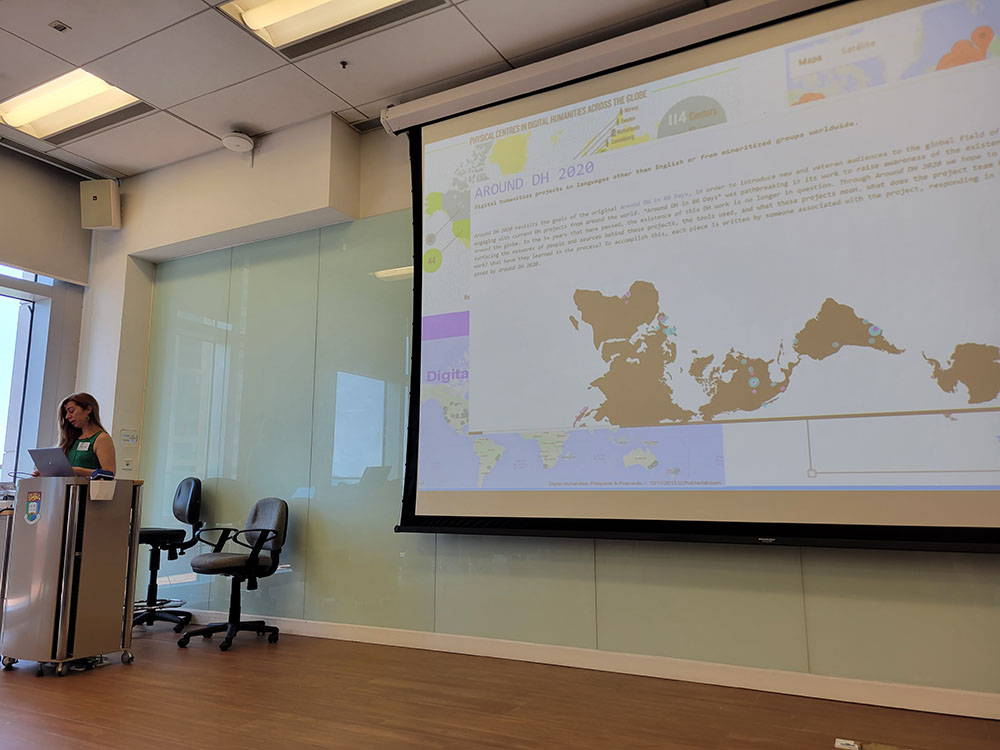 Maps Satélite
PHYSICAL CENTRES IN DIGITAL HUMANITIES ACROSS THE GLOBE
114 Centers
Norway
Sweden
Netherlands
Luxembourg
AROUND DH 2020
Digital humanities projects in languages other than English or from minoritized groups worldwide.
Around DH 2020 revisits the goals of the original Around DH in 80 Days, in order to introduce new and veteran audiences to the global field of
engaging with current DH projects from around the world. "Around DH in 80 Days" was pathbreaking in its work to raise awareness of the existen
around the globe. In the years that have passed, the existence of this DH work is no longer in question. Through Around DH 2020 we hope to
surfacing the networks of people and sources behind these projects, the tools used, and what these projects mean. What does the project team
work? What have they learned in the process? To accomplish this, each piece is written by someone associated with the project, responding in
posed by Around DH 2020.
44
Digita